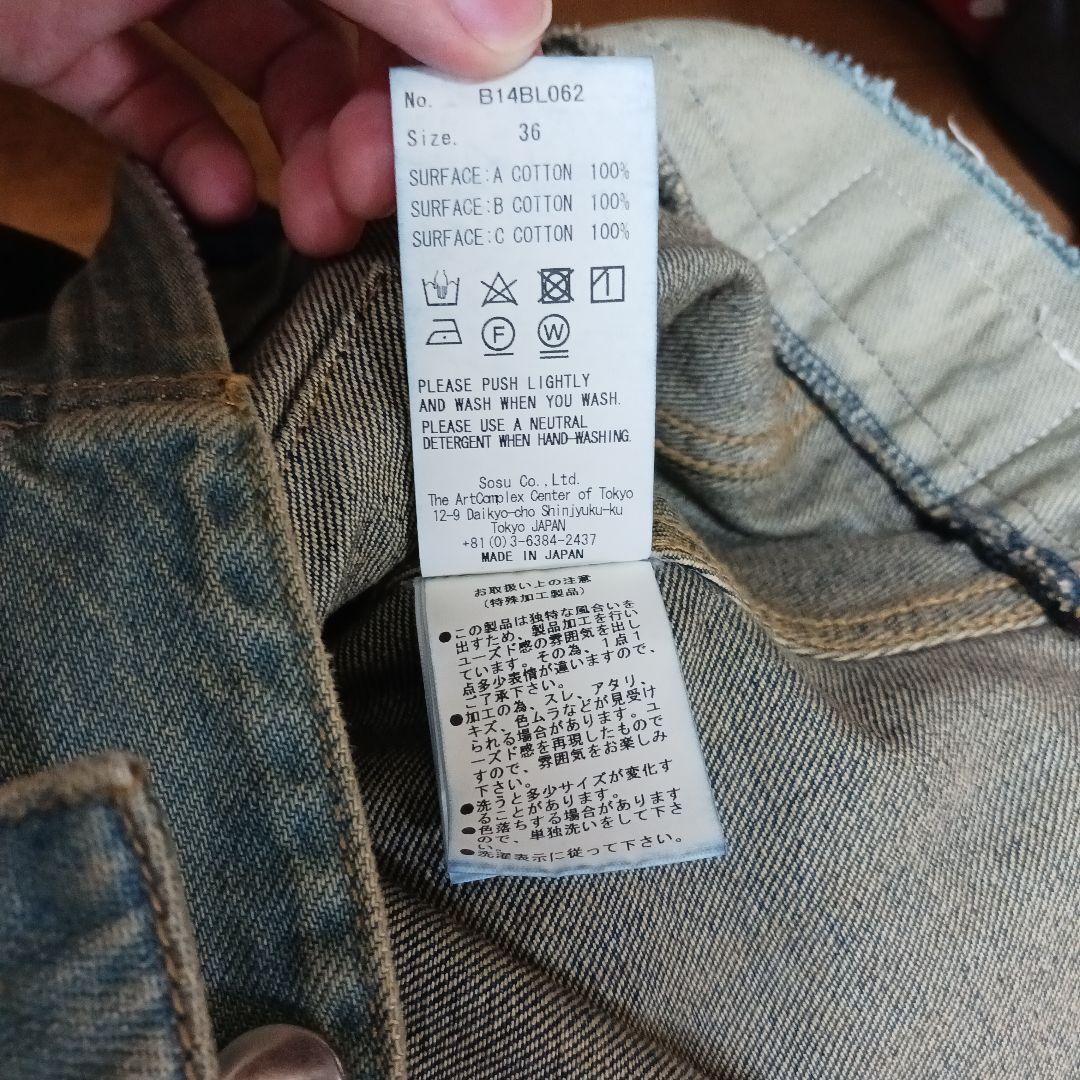 No. B14BL062
Size. 36
SURFACE:A COTTON 100%
SURFACE:B COTTON 100%
SURFACE:C COTTON 100%
F W
PLEASE PUSH LIGHTLY
AND WASH WHEN YOU WASH.
PLEASE USE A NEUTRAL
DETERGENT WHEN HAND-WASHING.
Sosu Co.,Ltd.
The ArtComplex Center of Tokyo
12-9 Daikyo-cho Shinjyuku-ku
Tokyo JAPAN
+81(0)3-6384-2437
MADE IN JAPAN
お取扱い上の注意
(特殊加工製品)
●この製品は独特な風合いを
出すため、製品加工を行い
ユーズド感の雰囲気を出し
ています。その為、1点1
点多少表情が違いますので、
ご了承下さい。
●加工の為、スレ、アタリ、
キズ、色ムラなどが見受け
られる場合があります。ユ
ーズド感を再現したもので
すので、雰囲気をお楽しみ
下さい。
●洗うと多少サイズが変化す
ることがあります。
●色落ちする場合があります
ので、単独洗いをして下さ
い。
●洗濯表示に従って下さい。